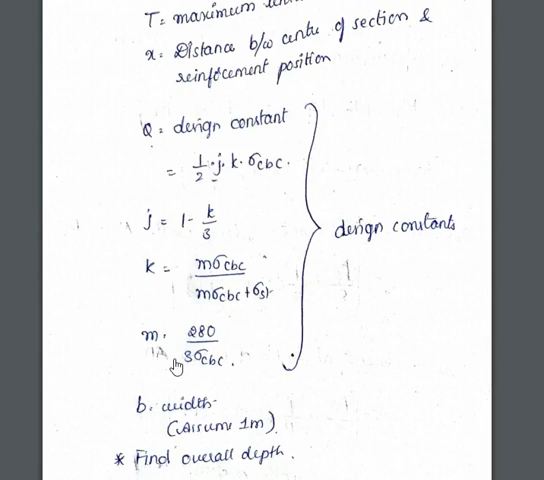 T = maximum
x = Distance b/w centre of section &
reinforcement position
Q = design constant
= 1/2 · j · k · σcbc.
j = 1 - k/3
k = mσcbc / mσcbc + σst
design constants
m = 280 / 3σcbc.
b = width
(Assume 1m)
* Find overall depth.